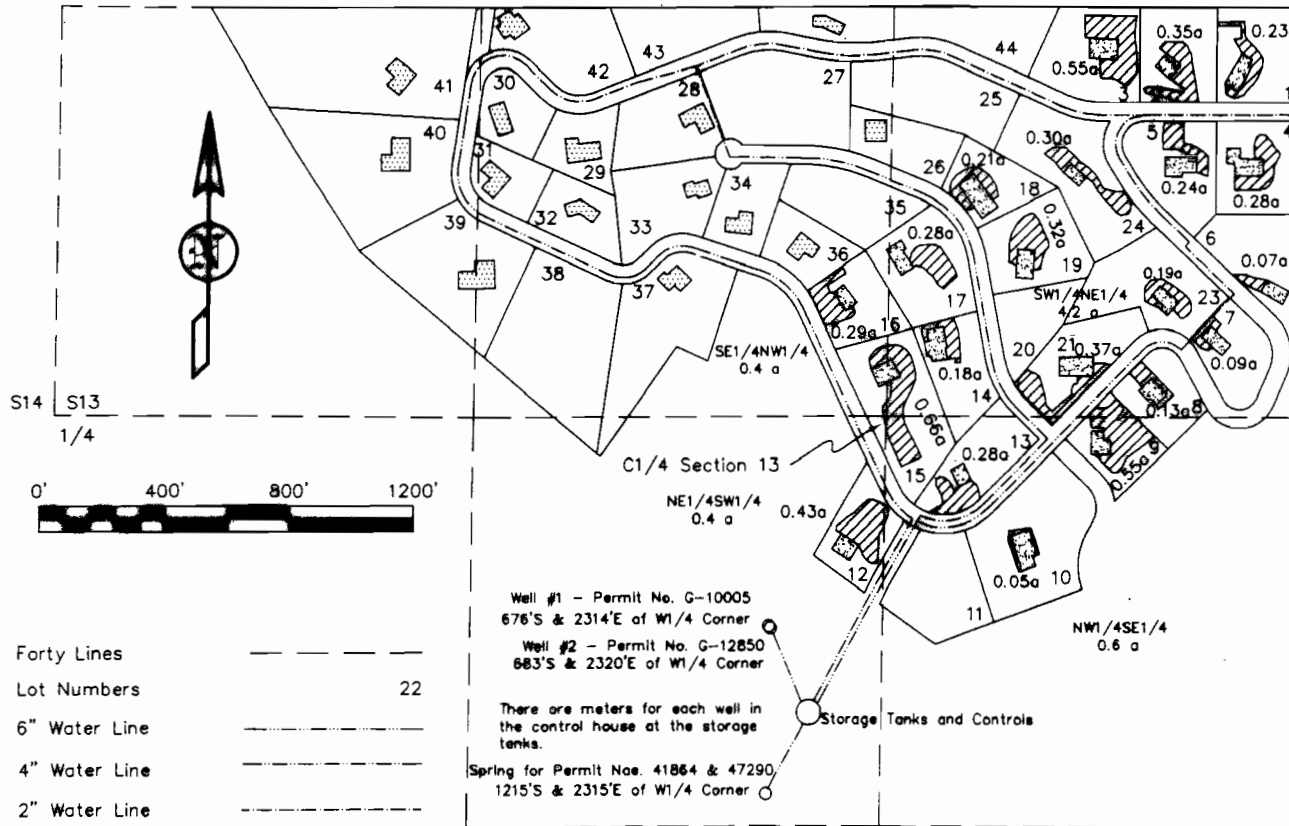 43
44
41
30
42
27
28
25
0.55a
3
0.35a
0.23
1
5
4
40
31
29
34
26
0.21a
0.30a
18
0.24a
0.28a
39
32
33
35
0.28a
0.32a
24
6
38
37
36
17
19
SW1/4NE1/4
4.2 a
0.19a
23
0.07a
7
0.29a
16
SE1/4NW1/4
0.4 a
0.18a
20
21
0.37a
0.09a
14
0.66a
0.13a
8
S14
S13
1/4
C1/4 Section 13
15
0.28a
13
0.55a
9
0'
400'
800'
1200'
NE1/4SW1/4
0.4 a
0.43a
12
0.05a
10
11
NW1/4SE1/4
0.6 a
Well #1 – Permit No. G–10005
676'S & 2314'E of W1/4 Corner
Well #2 – Permit No. G–12850
683'S & 2320'E of W1/4 Corner
There are meters for each well in
the control house at the storage
tanks.
Storage Tanks and Controls
Spring for Permit Nos. 41864 & 47290
1215'S & 2315'E of W1/4 Corner
Forty Lines
Lot Numbers
22
6" Water Line
4" Water Line
2" Water Line